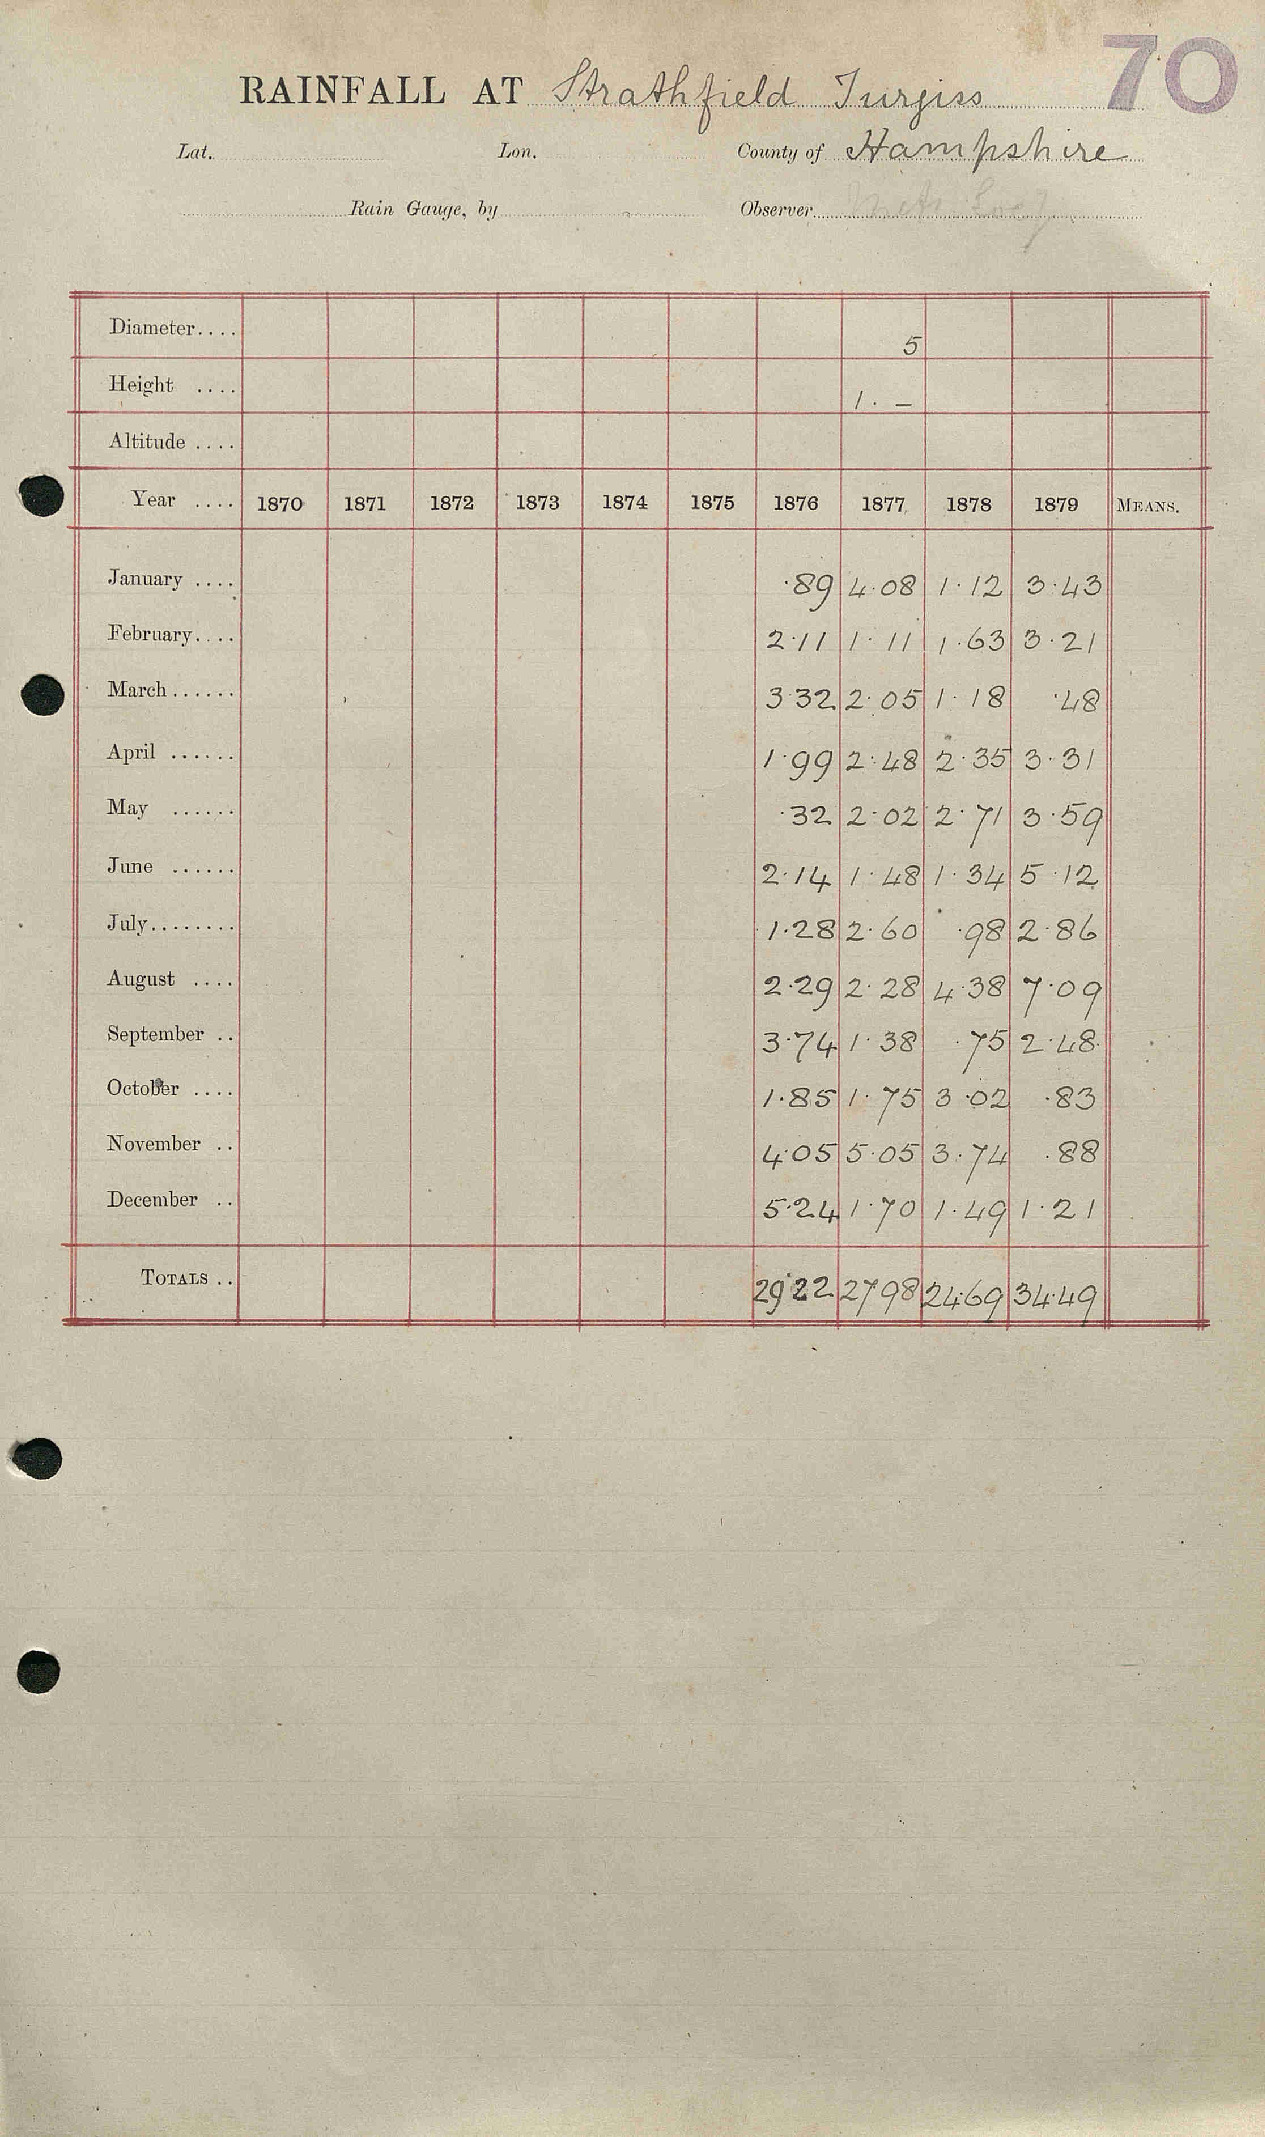 70
RAINFALL AT Strathfield Turgiss
Lat. Lon. County of Hampshire
Rain Gauge, by Observer
Diameter.... 5
Height .... 1. –
Altitude ....
Year .... 1870 1871 1872 1873 1874 1875 1876 1877 1878 1879 MEANS.
January .... ·89 4·08 1·12 3·43
February.... 2·11 1·11 1·63 3·21
March...... 3·32 2·05 1·18 ·48
April ...... 1·99 2·48 2·35 3·31
May ...... ·32 2·02 2·71 3·59
June ...... 2·14 1·48 1·34 5·12
July........ 1·28 2·60 ·98 2·86
August .... 2·29 2·28 4·38 7·09
September .. 3·74 1·38 ·75 2·48
October .... 1·85 1·75 3·02 ·83
November .. 4·05 5·05 3·74 ·88
December .. 5·24 1·70 1·49 1·21
TOTALS .. 29·22 27 98 24·69 34·49